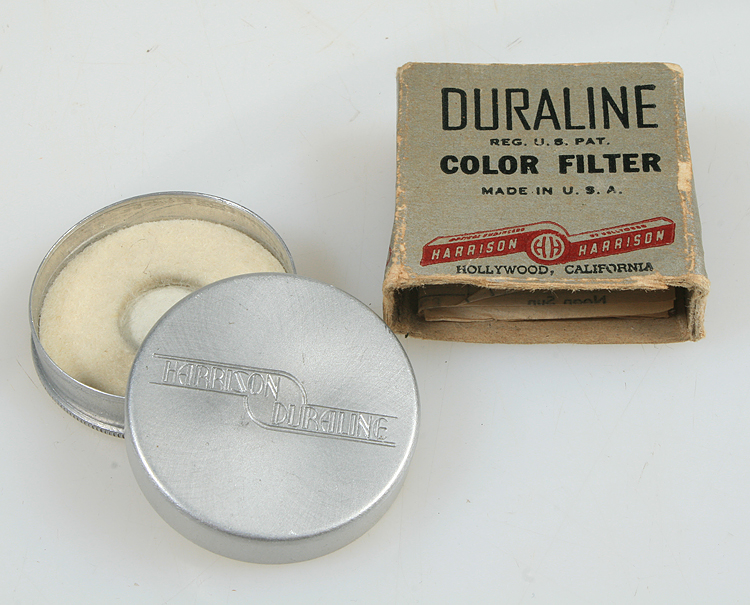 DURALINE
REG. U. S. PAT.
COLOR FILTER
MADE IN U. S. A.
HARRISON HH HARRISON
HOLLYWOOD, CALIFORNIA
HARRISON
DURALINE